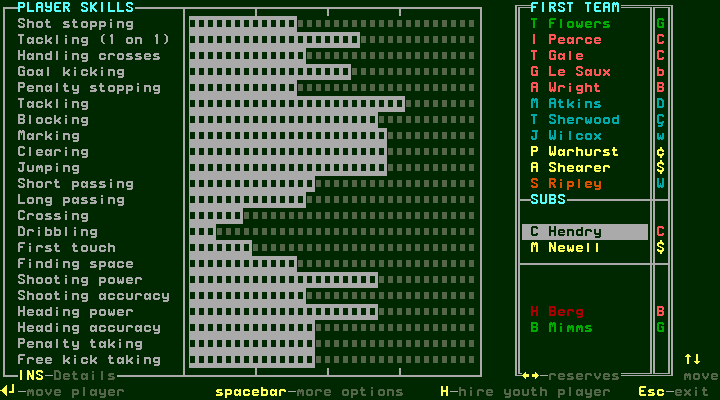 PLAYER SKILLS
Shot stopping
Tackling (1 on 1)
Handling crosses
Goal kicking
Penalty stopping
Tackling
Blocking
Marking
Clearing
Jumping
Short passing
Long passing
Crossing
Dribbling
First touch
Finding space
Shooting power
Shooting accuracy
Heading power
Heading accuracy
Penalty taking
Free kick taking
INS-Details
FIRST TEAM
T Flowers G
I Pearce C
T Gale C
G Le Saux b
A Wright B
M Atkins D
T Sherwood Ç
J Wilcox w
P Warhurst ¢
A Shearer $
S Ripley W
SUBS
C Hendry C
M Newell $
H Berg B
B Mimms G
↔-reserves
↑↓
↵-move player
spacebar-more options
H-hire youth player
move
Esc-exit